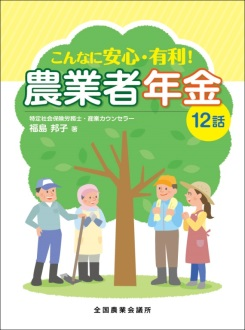 こんなに安心・有利!
農業者年金
12話
特定社会保険労務士・産業カウンセラー
福島 邦子 著
全国農業会議所